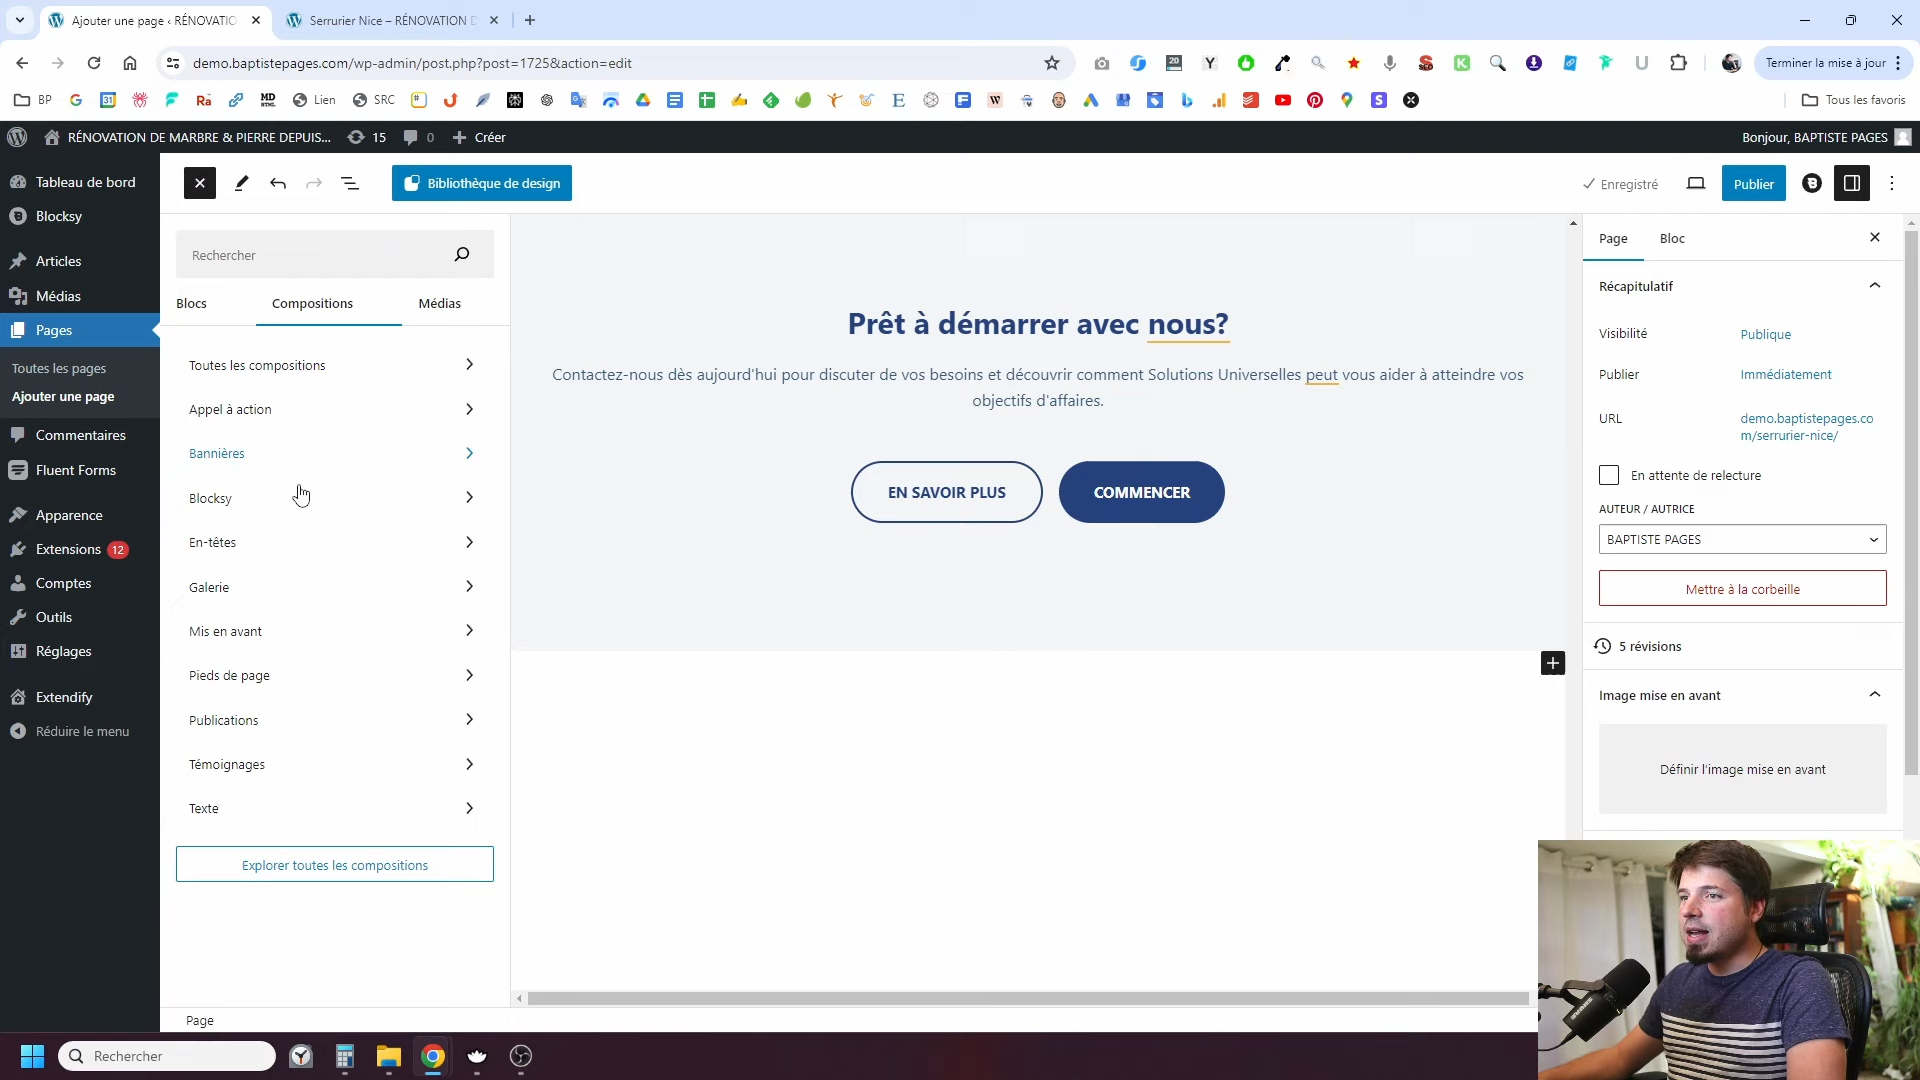 Ajouter une page ‹ RÉNOVATIO
Serrurier Nice – RÉNOVATION D
demo.baptistepages.com/wp-admin/post.php?post=1725&action=edit
Terminer la mise à jour
BP
Lien
SRC
Tous les favoris
RÉNOVATION DE MARBRE & PIERRE DEPUIS...
15
0
Créer
Bonjour, BAPTISTE PAGES
Tableau de bord
Blocksy
Articles
Médias
Pages
Toutes les pages
Ajouter une page
Commentaires
Fluent Forms
Apparence
Extensions 12
Comptes
Outils
Réglages
Extendify
Réduire le menu
Bibliothèque de design
Enregistré
Publier
Rechercher
Blocs
Compositions
Médias
Toutes les compositions
Appel à action
Bannières
Blocksy
En-têtes
Galerie
Mis en avant
Pieds de page
Publications
Témoignages
Texte
Explorer toutes les compositions
Prêt à démarrer avec nous?
Contactez-nous dès aujourd'hui pour discuter de vos besoins et découvrir comment Solutions Universelles peut vous aider à atteindre vos
objectifs d'affaires.
EN SAVOIR PLUS
COMMENCER
Page
Bloc
Récapitulatif
Visibilité
Publique
Publier
Immédiatement
URL
demo.baptistepages.co
m/serrurier-nice/
En attente de relecture
AUTEUR / AUTRICE
BAPTISTE PAGES
Mettre à la corbeille
5 révisions
Image mise en avant
Définir l'image mise en avant
Page
Rechercher